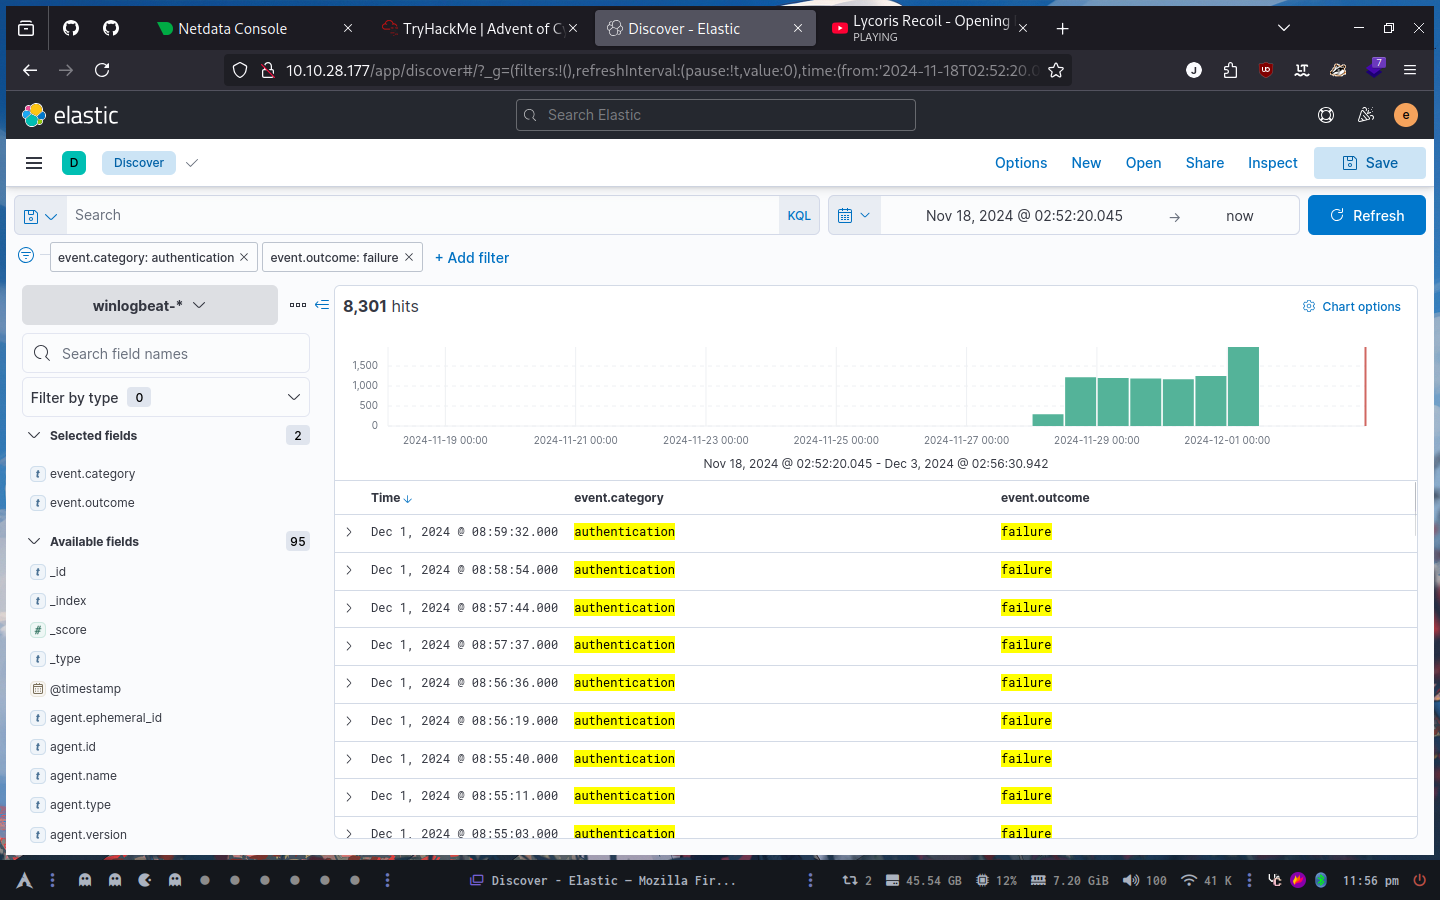 Netdata Console
TryHackMe | Advent of Cy
Discover - Elastic
Lycoris Recoil - Opening
PLAYING
10.10.28.177/app/discover#/?_g=(filters:!(),refreshInterval:(pause:!t,value:0),time:(from:'2024-11-18T02:52:20.0
J
UD
LT
7
elastic
Search Elastic
e
D
Discover
Options
New
Open
Share
Inspect
Save
Search
KQL
Nov 18, 2024 @ 02:52:20.045
→
now
Refresh
event.category: authentication
event.outcome: failure
+ Add filter
winlogbeat-*
8,301 hits
Chart options
Search field names
Filter by type 0
Selected fields 2
t event.category
t event.outcome
Available fields 95
t _id
t _index
# _score
t _type
@timestamp
t agent.ephemeral_id
t agent.id
t agent.name
t agent.type
t agent.version
1,500
1,000
500
0
2024-11-19 00:00
2024-11-21 00:00
2024-11-23 00:00
2024-11-25 00:00
2024-11-27 00:00
2024-11-29 00:00
2024-12-01 00:00
Nov 18, 2024 @ 02:52:20.045 - Dec 3, 2024 @ 02:56:30.942
Time ↓ event.category event.outcome
Dec 1, 2024 @ 08:59:32.000 authentication failure
Dec 1, 2024 @ 08:58:54.000 authentication failure
Dec 1, 2024 @ 08:57:44.000 authentication failure
Dec 1, 2024 @ 08:57:37.000 authentication failure
Dec 1, 2024 @ 08:56:36.000 authentication failure
Dec 1, 2024 @ 08:56:19.000 authentication failure
Dec 1, 2024 @ 08:55:40.000 authentication failure
Dec 1, 2024 @ 08:55:11.000 authentication failure
Dec 1, 2024 @ 08:55:03.000 authentication failure
Discover - Elastic — Mozilla Fir...
2
45.54 GB
12%
7.20 GiB
100
41 K
11:56 pm